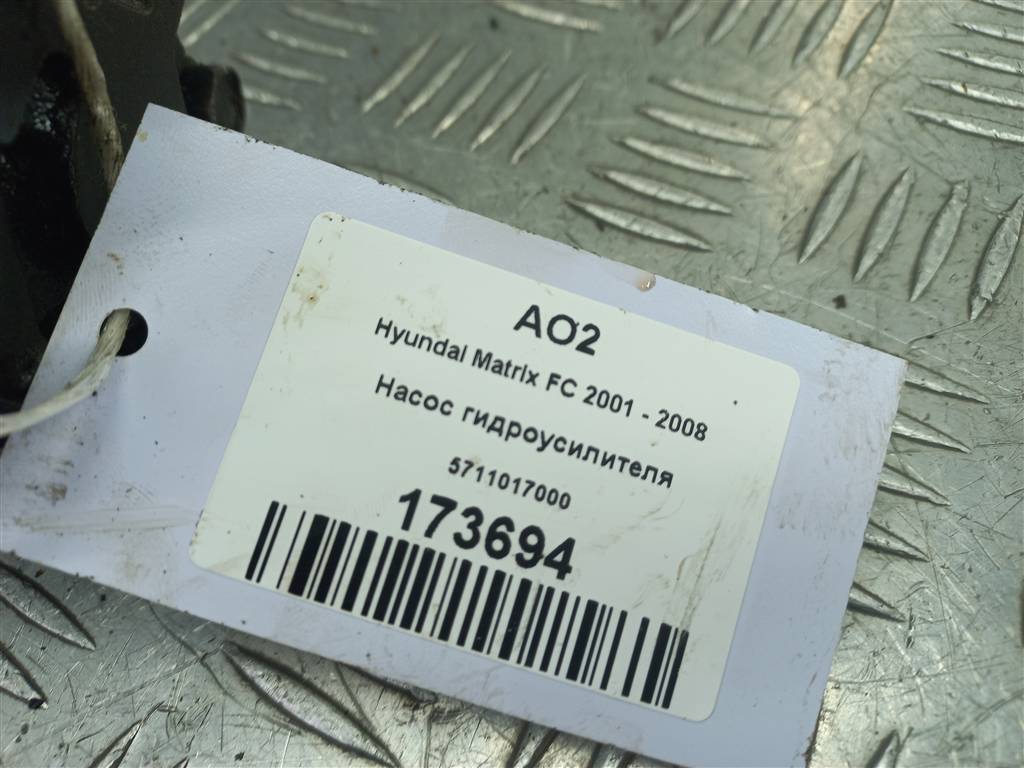 AO2
Hyundai Matrix FC 2001 - 2008
Насос гидроусилителя
5711017000
173694